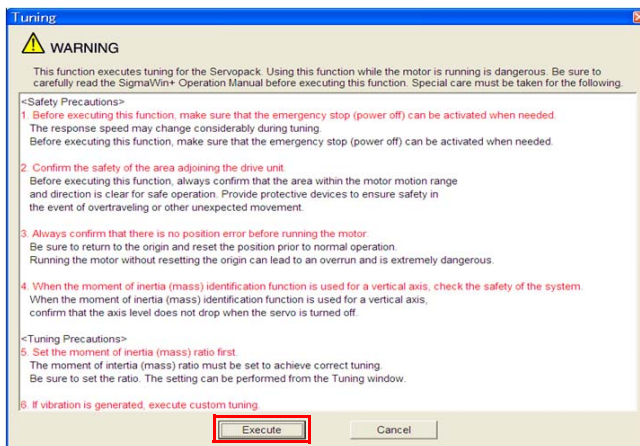 Tuning
WARNING
This function executes tuning for the Servopack. Using this function while the motor is running is dangerous. Be sure to
carefully read the SigmaWin+ Operation Manual before executing this function. Special care must be taken for the following.
<Safety Precautions>
1. Before executing this function, make sure that the emergency stop (power off) can be activated when needed.
The response speed may change considerably during tuning.
Before executing this function, make sure that the emergency stop (power off) can be activated when needed.
2. Confirm the safety of the area adjoining the drive unit.
Before executing this function, always confirm that the area within the motor motion range
and direction is clear for safe operation. Provide protective devices to ensure safety in
the event of overtraveling or other unexpected movement.
3. Always confirm that there is no position error before running the motor.
Be sure to return to the origin and reset the position prior to normal operation.
Running the motor without resetting the origin can lead to an overrun and is extremely dangerous.
4. When the moment of inertia (mass) identification function is used for a vertical axis, check the safety of the system.
When the moment of inertia (mass) identification function is used for a vertical axis,
confirm that the axis level does not drop when the servo is turned off.
<Tuning Precautions>
5. Set the moment of inertia (mass) ratio first.
The moment of intertia (mass) ratio must be set to achieve correct tuning.
Be sure to set the ratio. The setting can be performed from the Tuning window.
6. If vibration is generated, execute custom tuning.
Execute Cancel